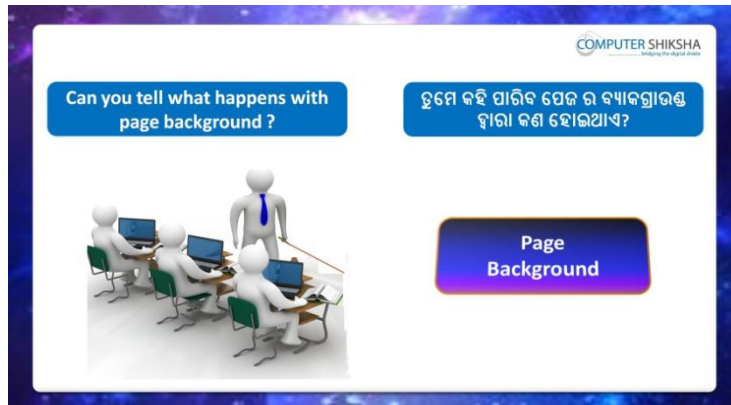 COMPUTER SHIKSHA
bridging the digital divide
Can you tell what happens with
page background ?
ତୁମେ କହି ପାରିବ ପେଜ ର ବ୍ୟାକଗ୍ରାଉଣ୍ଡ
ଦ୍ୱାରା କଣ ହୋଇଥାଏ?
Page
Background